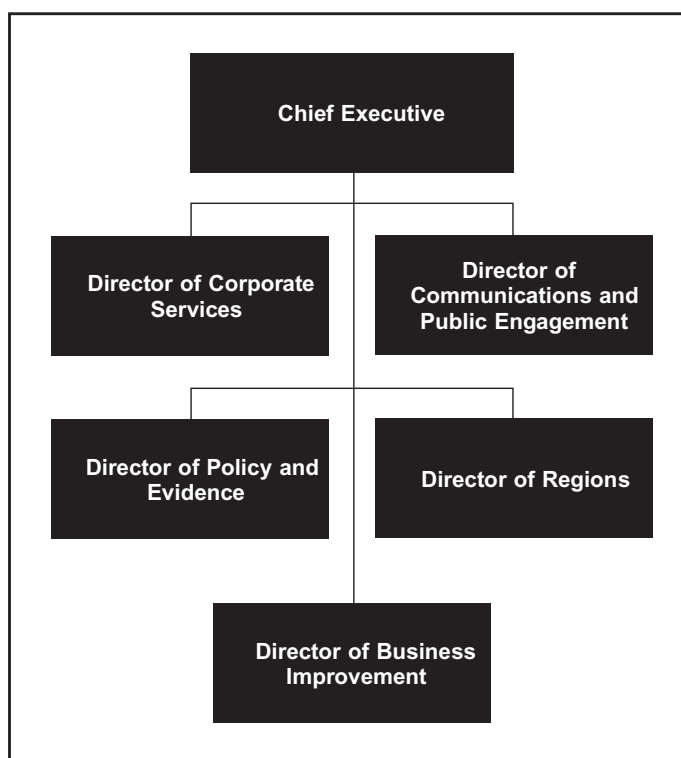 Chief Executive
Director of Corporate
Services
Director of
Communications and
Public Engagement
Director of Policy and
Evidence
Director of Regions
Director of Business
Improvement